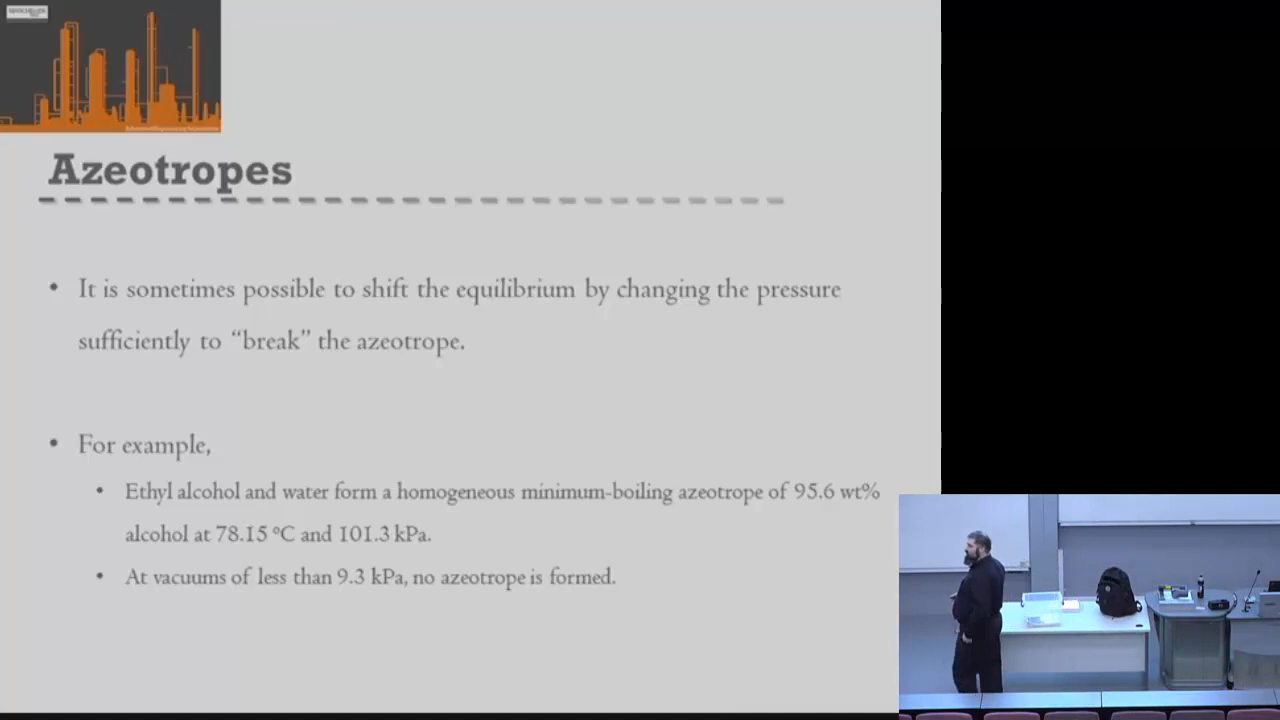 Azeotropes
• It is sometimes possible to shift the equilibrium by changing the pressure
sufficiently to “break” the azeotrope.
• For example,
• Ethyl alcohol and water form a homogeneous minimum-boiling azeotrope of 95.6 wt%
alcohol at 78.15 ºC and 101.3 kPa.
• At vacuums of less than 9.3 kPa, no azeotrope is formed.